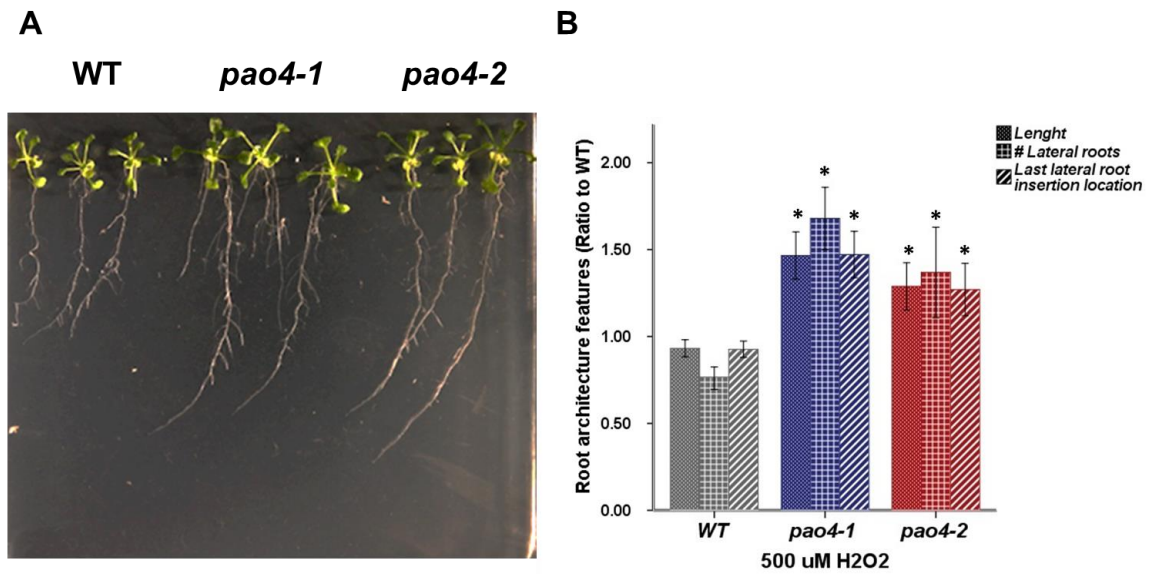 A
WT pao4-1 pao4-2
B
Root architecture features (Ratio to WT)
2.00
1.50
1.00
0.50
0.00
* * *
* * *
Lenght
# Lateral roots
Last lateral root
insertion location
WT pao4-1 pao4-2
500 uM H2O2